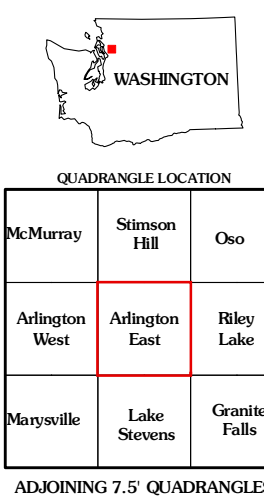 WASHINGTON
QUADRANGLE LOCATION
McMurray
Stimson
Hill
Oso
Arlington
West
Arlington
East
Riley
Lake
Marysville
Lake
Stevens
Granite
Falls
ADJOINING 7.5' QUADRANGLES